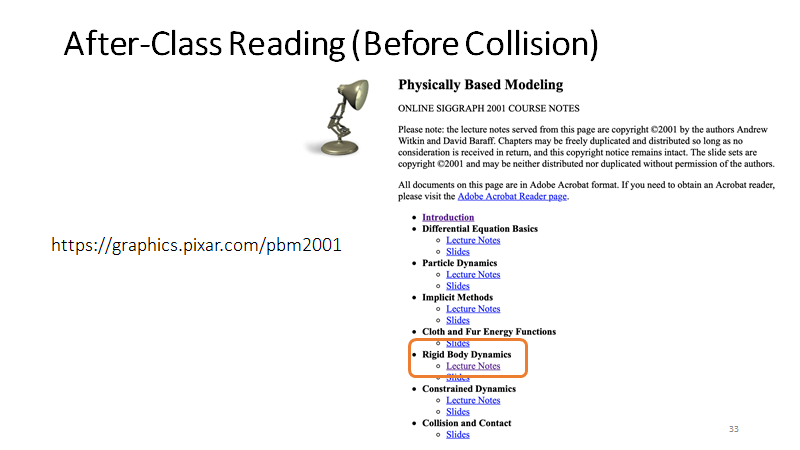 After-Class Reading (Before Collision)
Physically Based Modeling
ONLINE SIGGRAPH 2001 COURSE NOTES
Please note: the lecture notes served from this page are copyright ©2001 by the authors Andrew
Witkin and David Baraff. Chapters may be freely duplicated and distributed so long as no
consideration is received in return, and this copyright notice remains intact. The slide sets are
copyright ©2001 and may be neither distributed nor duplicated without permission of the authors.
All documents on this page are in Adobe Acrobat format. If you need to obtain an Acrobat reader,
please visit the Adobe Acrobat Reader page.
https://graphics.pixar.com/pbm2001
• Introduction
• Differential Equation Basics
◦ Lecture Notes
◦ Slides
• Particle Dynamics
◦ Lecture Notes
◦ Slides
• Implicit Methods
◦ Lecture Notes
◦ Slides
• Cloth and Fur Energy Functions
◦ Slides
• Rigid Body Dynamics
◦ Lecture Notes
◦ Slides
• Constrained Dynamics
◦ Lecture Notes
◦ Slides
• Collision and Contact
◦ Slides
33